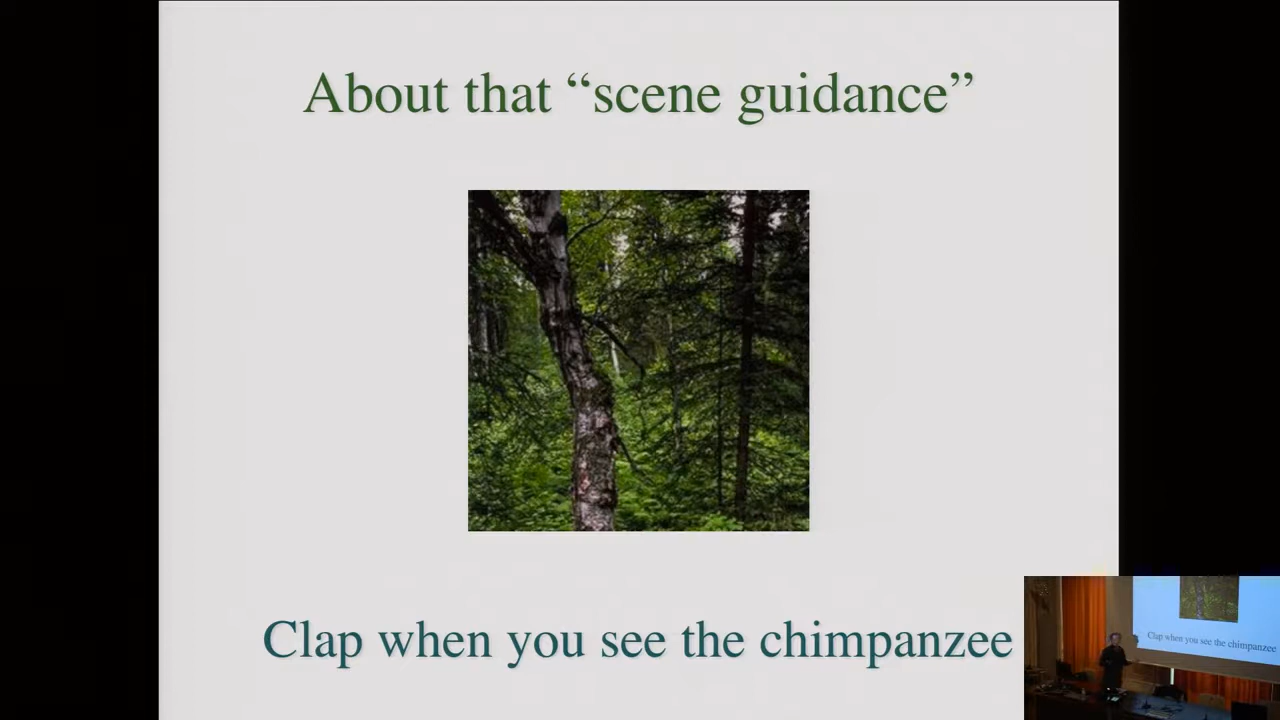 About that “scene guidance”
Clap when you see the chimpanzee
Clap when you see the chimpanzee